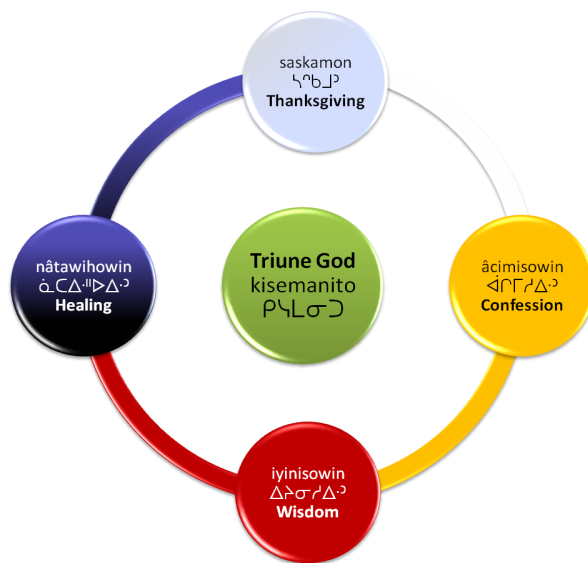 saskamon
ᓴᐢᑲᒧᐣ
Thanksgiving
nâtawihowin
ᓈᑕᐏᐦᐅᐏᐣ
Healing
Triune God
kisemanito
ᑭᓭᒪᓂᑐ
âcimisowin
ᐋᒋᒥᓱᐏᐣ
Confession
iyinisowin
ᐃᔨᓂᓱᐏᐣ
Wisdom